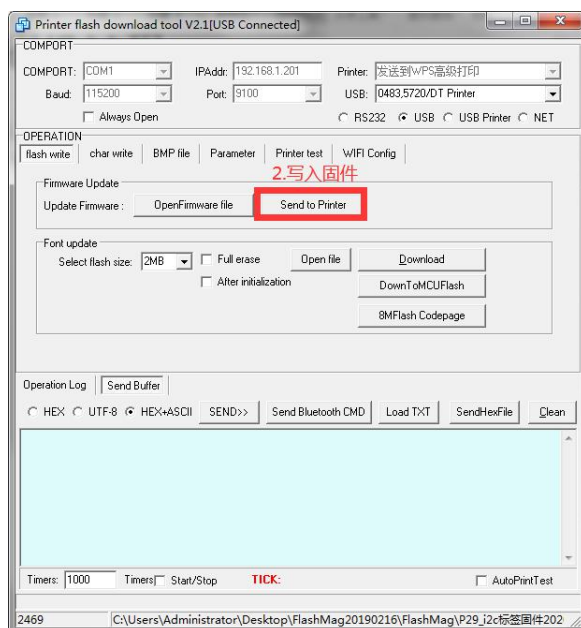 Printer flash download tool V2.1[USB Connected]
COMPORT
COMPORT: COM1 IPAddr: 192.168.1.201 Printer: 发送到WPS高级打印
Baud: 115200 Port: 9100 USB: 0483,5720/DT Printer
Always Open RS232 USB USB Printer NET
OPERATION
flash write char write BMP file Parameter Printer test WIFI Config
2.写入固件
Firmware Update
Update Firmware : OpenFirmware file Send to Printer
Font update
Select flash size: 2MB Full erase Open file Download
After initialization DownToMCUFlash
8MFlash Codepage
Operation Log Send Buffer
HEX UTF-8 HEX+ASCII SEND>> Send Bluetooth CMD Load TXT SendHexFile Clean
Timers: 1000 Timers Start/Stop TICK: AutoPrintTest
2469 C:\Users\Administrator\Desktop\FlashMag20190216\FlashMag\P29_i2c标签固件202